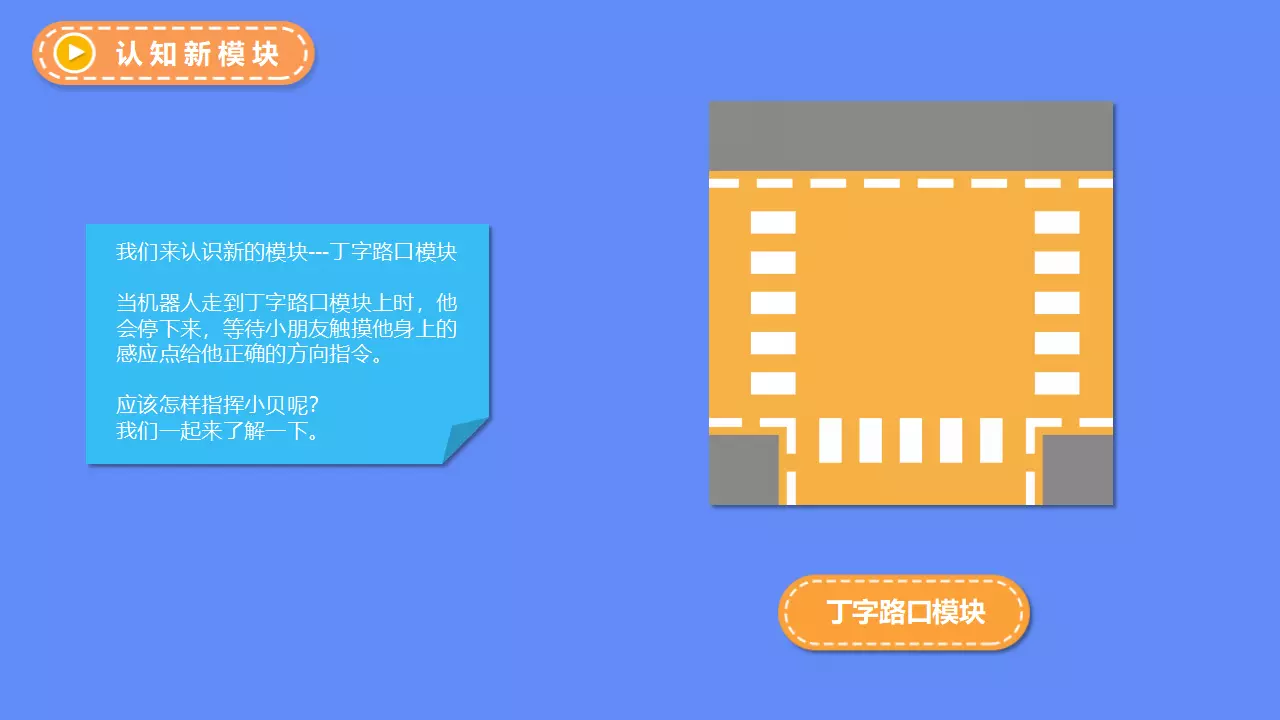 认知新模块
我们来认识新的模块---丁字路口模块
当机器人走到丁字路口模块上时，他
会停下来，等待小朋友触摸他身上的
感应点给他正确的方向指令。
应该怎样指挥小贝呢？
我们一起来了解一下。
丁字路口模块